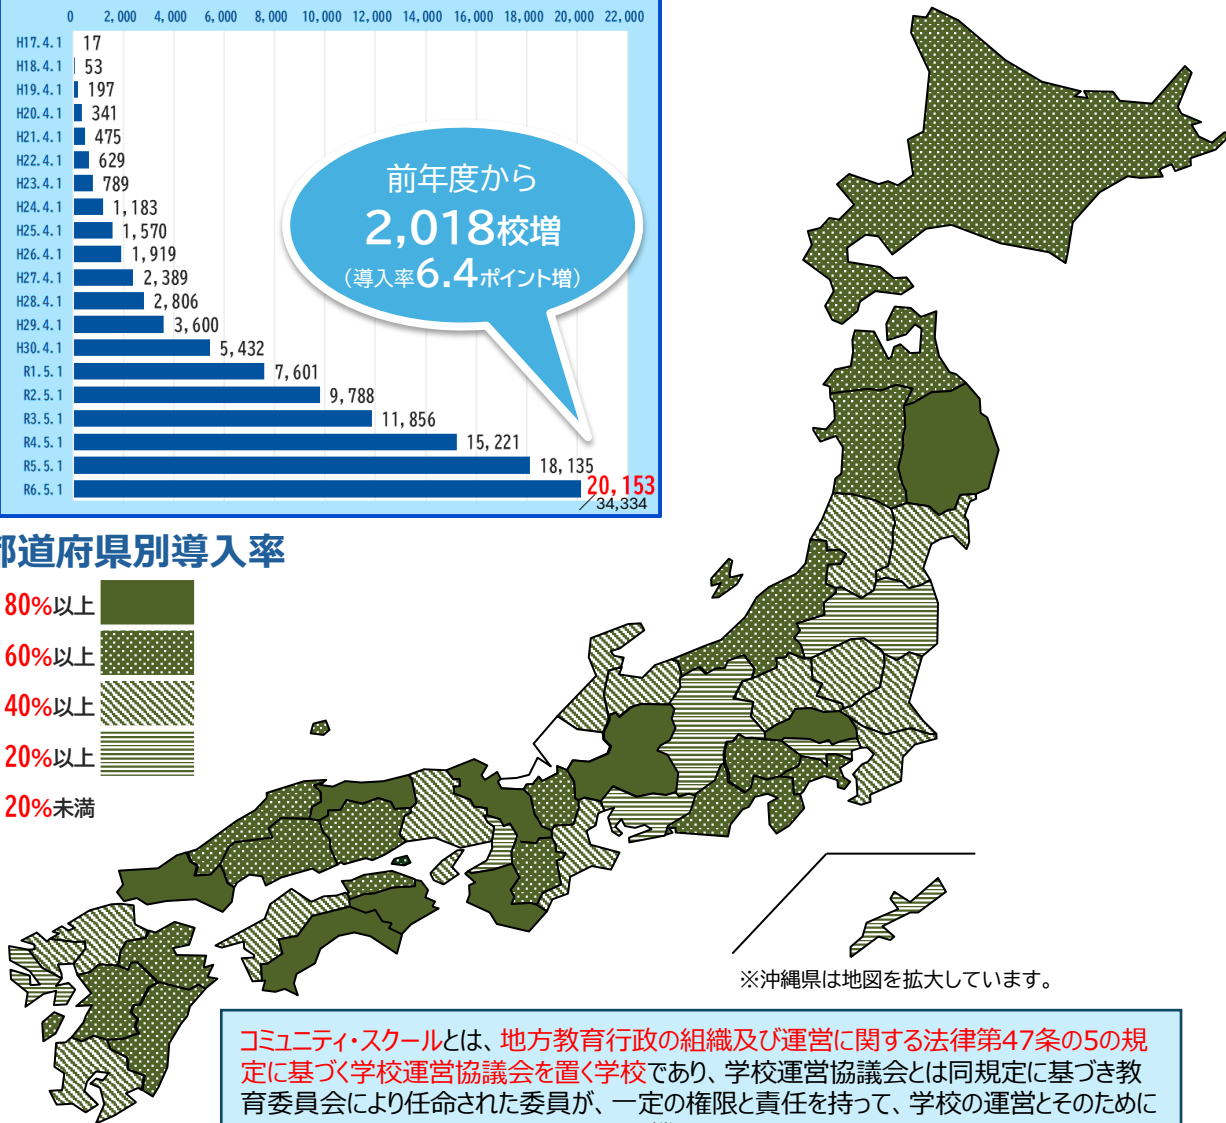 0 2,000 4,000 6,000 8,000 10,000 12,000 14,000 16,000 18,000 20,000 22,000
H17.4.1 17
H18.4.1 53
H19.4.1 197
H20.4.1 341
H21.4.1 475
H22.4.1 629
H23.4.1 789
H24.4.1 1,183
H25.4.1 1,570
H26.4.1 1,919
H27.4.1 2,389
H28.4.1 2,806
H29.4.1 3,600
H30.4.1 5,432
R1.5.1 7,601
R2.5.1 9,788
R3.5.1 11,856
R4.5.1 15,221
R5.5.1 18,135
R6.5.1 20,153
/34,334
前年度から
2,018校増
(導入率6.4ポイント増)
都道府県別導入率
80%以上
60%以上
40%以上
20%以上
20%未満
※沖縄県は地図を拡大しています。
コミュニティ・スクールとは、地方教育行政の組織及び運営に関する法律第47条の5の規
定に基づく学校運営協議会を置く学校であり、学校運営協議会とは同規定に基づき教
育委員会により任命された委員が、一定の権限と責任を持って、学校の運営とそのために